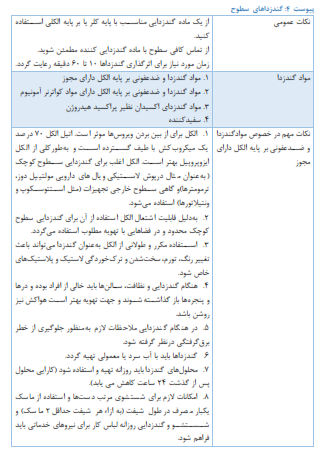 پیوست ۴: گندزداهای سطوح
نکات عمومی
از یک ماده گندزدایی مناسب با پایه کلر یا بر پایه الکلی استفاده
کنید.
از تماس کافی سطوح با ماده گندزدایی کننده مطمئن شوید.
زمان مورد نیاز برای اثرگذاری گندزداها ۱۰ تا ۶۰ دقیقه رعایت گردد.
مواد گندزدا
۱. مواد گندزدا و ضدعفونی بر پایه الکل دارای مجوز
۲. مواد گندزدا و ضدعفونی بر پایه الکل دارای مواد کواترنر آمونیوم
۳. مواد گندزدای اکسیدان نظیر پراکسید هیدروژن
۴. سفیدکننده
نکات مهم در خصوص موادگندزدا
و ضدعفونی بر پایه الکل دارای
مجوز
۱. الکل برای از بین بردن ویروس‌ها موثر است. اتیل الکل ۷۰ درصد
یک میکروب‌کش با طیف گسترده است و به‌طورکلی از الکل
ایزوپروپیل بهتر است. الکل اغلب برای گندزدایی سطوح کوچک
(به‌عنوان مثال درپوش لاستیکی ویال های دارویی مولتیپل دوز،
ترمومترها)و گاهی سطوح خارجی تجهیزات (مثل استتوسکوپ و
ونتیلاتورها) استفاده می‌شود.
۲. به‌دلیل قابلیت اشتعال الکل استفاده از آن برای گندزدایی سطوح
کوچک محدود و در فضاهایی با تهویه مطلوب استفاده می‌گردد.
۳. استفاده مکرر و طولانی از الکل به‌عنوان گندزدا می‌تواند باعث
تغییر رنگ، تورم، سخت‌شدن و ترک‌خوردگی لاستیک و پلاستیک‌های
خاص شود.
۴. هنگام گندزدایی و نظافت، سالن‌ها باید خالی از افراد بوده و درها
و پنجره‌ها باز گذاشته شوند و جهت تهویه بهتر است هواکش نیز
روشن باشد.
۵. در هنگام گندزدایی ملاحظات لازم به‌منظور جلوگیری از خطر
برق‌گرفتگی درنظر گرفته شود.
۶. گندزداها باید با آب سرد یا معمولی تهیه گردد.
۷. محلول‌های گندزدا باید روزانه تهیه و استفاده شود (کارایی محلول
پس از گذشت ۲۴ ساعت کاهش می یابد).
۸. امکانات لازم برای شستشوی مرتب دست‌ها و استفاده از ماسک
یکبار مصرف در طول شیفت (به ازاء هر شیفت حداقل ۲ ماسک) و
شستشو و گندزدایی روزانه لباس کار برای نیروهای خدماتی باید
فراهم شود.